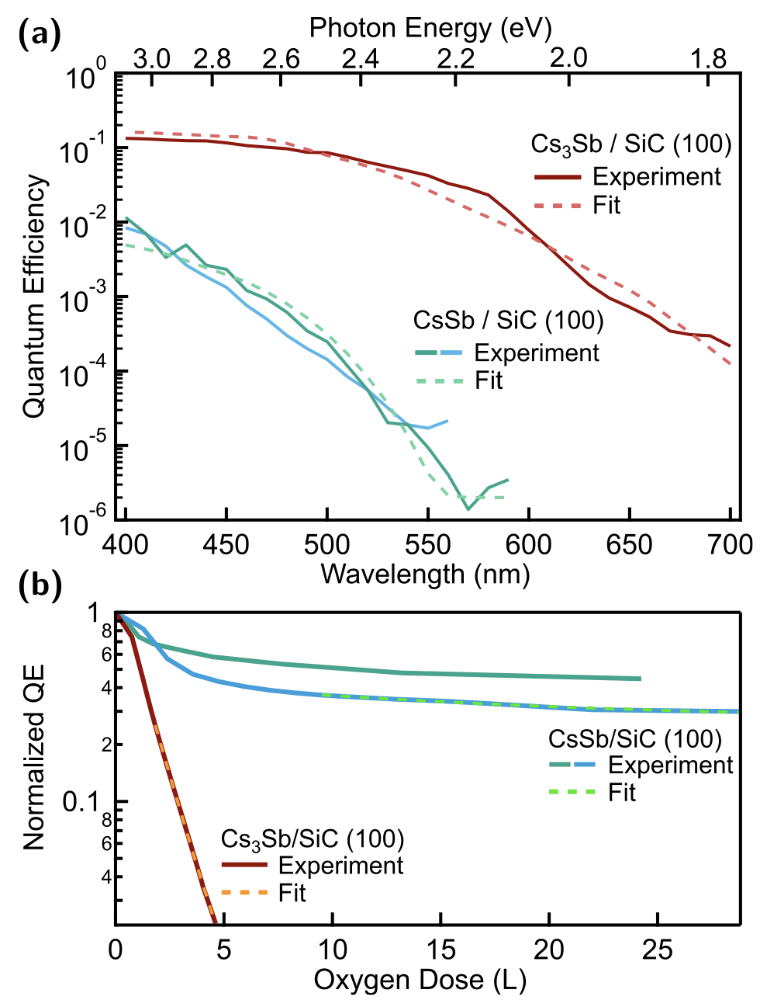 (a)
Photon Energy (eV)
3.0 2.8 2.6 2.4 2.2 2.0 1.8
10⁰
10⁻¹
10⁻²
10⁻³
10⁻⁴
10⁻⁵
10⁻⁶
Quantum Efficiency
Cs₃Sb / SiC (100)
Experiment
Fit
CsSb / SiC (100)
Experiment
Fit
400 450 500 550 600 650 700
Wavelength (nm)
(b)
1
8
6
4
2
0.1
8
6
4
Normalized QE
CsSb/SiC (100)
Experiment
Fit
Cs₃Sb/SiC (100)
Experiment
Fit
0 5 10 15 20 25
Oxygen Dose (L)